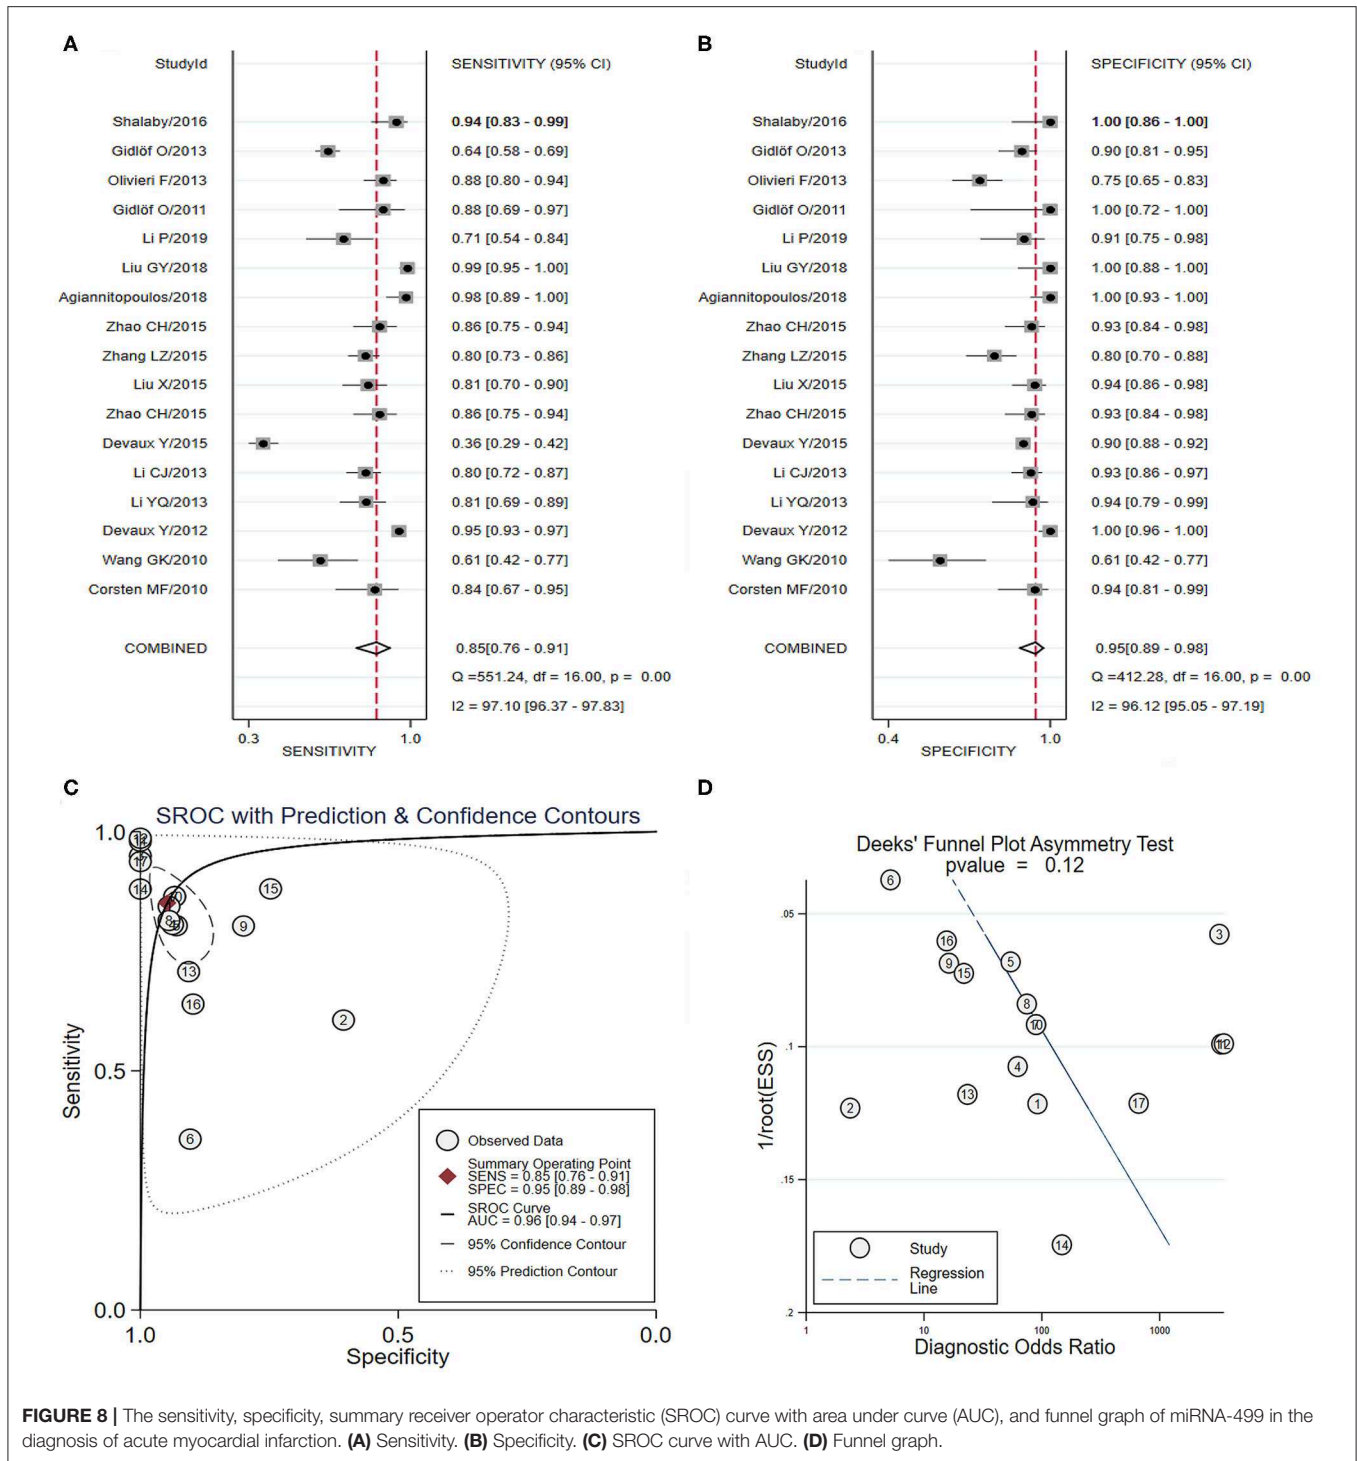 (A)
StudyId SENSITIVITY (95% CI)
Shalaby/2016 0.94 [0.83 - 0.99]
Gidlöf O/2013 0.64 [0.58 - 0.69]
Olivieri F/2013 0.88 [0.80 - 0.94]
Gidlöf O/2011 0.88 [0.69 - 0.97]
Li P/2019 0.71 [0.54 - 0.84]
Liu GY/2018 0.99 [0.95 - 1.00]
Agiannitopoulos/2018 0.98 [0.89 - 1.00]
Zhao CH/2015 0.86 [0.75 - 0.94]
Zhang LZ/2015 0.80 [0.73 - 0.86]
Liu X/2015 0.81 [0.70 - 0.90]
Zhao CH/2015 0.86 [0.75 - 0.94]
Devaux Y/2015 0.36 [0.29 - 0.42]
Li CJ/2013 0.80 [0.72 - 0.87]
Li YQ/2013 0.81 [0.69 - 0.89]
Devaux Y/2012 0.95 [0.93 - 0.97]
Wang GK/2010 0.61 [0.42 - 0.77]
Corsten MF/2010 0.84 [0.67 - 0.95]
COMBINED 0.85[0.76 - 0.91]
Q =551.24, df = 16.00, p = 0.00
I2 = 97.10 [96.37 - 97.83]
0.3 1.0
SENSITIVITY
(B)
StudyId SPECIFICITY (95% CI)
Shalaby/2016 1.00 [0.86 - 1.00]
Gidlöf O/2013 0.90 [0.81 - 0.95]
Olivieri F/2013 0.75 [0.65 - 0.83]
Gidlöf O/2011 1.00 [0.72 - 1.00]
Li P/2019 0.91 [0.75 - 0.98]
Liu GY/2018 1.00 [0.88 - 1.00]
Agiannitopoulos/2018 1.00 [0.93 - 1.00]
Zhao CH/2015 0.93 [0.84 - 0.98]
Zhang LZ/2015 0.80 [0.70 - 0.88]
Liu X/2015 0.94 [0.86 - 0.98]
Zhao CH/2015 0.93 [0.84 - 0.98]
Devaux Y/2015 0.90 [0.88 - 0.92]
Li CJ/2013 0.93 [0.86 - 0.97]
Li YQ/2013 0.94 [0.79 - 0.99]
Devaux Y/2012 1.00 [0.96 - 1.00]
Wang GK/2010 0.61 [0.42 - 0.77]
Corsten MF/2010 0.94 [0.81 - 0.99]
COMBINED 0.95[0.89 - 0.98]
Q =412.28, df = 16.00, p = 0.00
I2 = 96.12 [95.05 - 97.19]
0.4 1.0
SPECIFICITY
(C)
SROC with Prediction & Confidence Contours
1.0
0.5
0.0
Sensitivity
17
14
15
8
9
13
16
2
6
Observed Data
Summary Operating Point
SENS = 0.85 [0.76 - 0.91]
SPEC = 0.95 [0.89 - 0.98]
SROC Curve
AUC = 0.96 [0.94 - 0.97]
95% Confidence Contour
95% Prediction Contour
1.0 0.5 0.0
Specificity
(D)
Deeks' Funnel Plot Asymmetry Test
pvalue = 0.12
.05
.1
.15
.2
1/root(ESS)
6
3
16
9
15
5
8
12
4
13
2
1
17
14
Study
Regression
Line
1 10 100 1000
Diagnostic Odds Ratio
FIGURE 8 | The sensitivity, specificity, summary receiver operator characteristic (SROC) curve with area under curve (AUC), and funnel graph of miRNA-499 in the
diagnosis of acute myocardial infarction. (A) Sensitivity. (B) Specificity. (C) SROC curve with AUC. (D) Funnel graph.